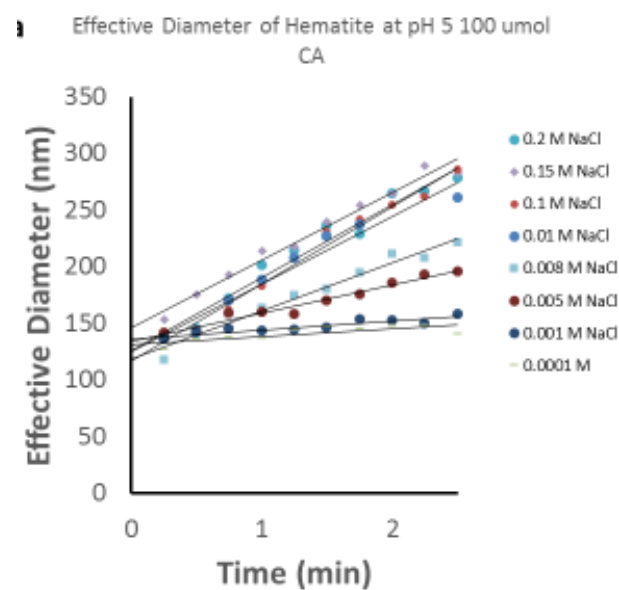 a
Effective Diameter of Hematite at pH 5 100 umol
CA
Effective Diameter (nm)
350
300
250
200
150
100
50
0
0 1 2
Time (min)
0.2 M NaCl
0.15 M NaCl
0.1 M NaCl
0.01 M NaCl
0.008 M NaCl
0.005 M NaCl
0.001 M NaCl
0.0001 M